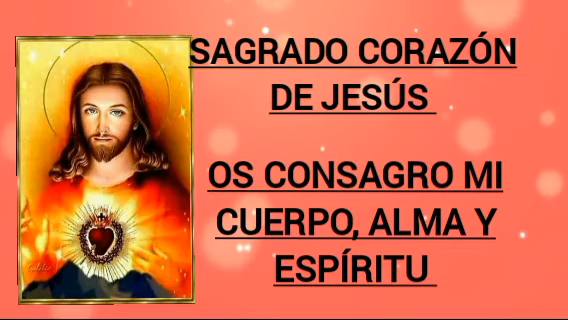 SAGRADO CORAZÓN
DE JESÚS
OS CONSAGRO MI
CUERPO, ALMA Y
ESPÍRITU